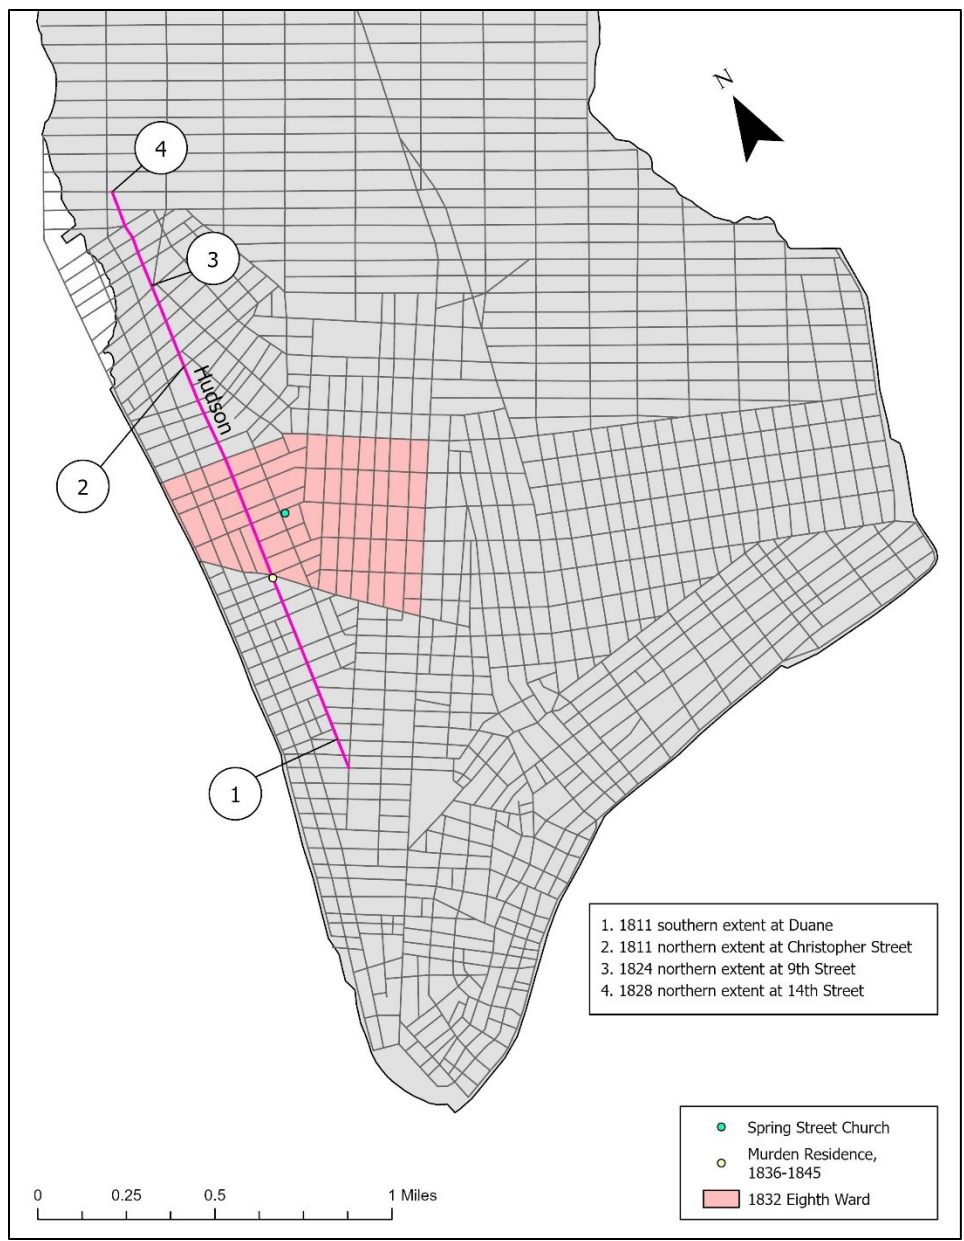 N
4
3
Hudson
2
1
1. 1811 southern extent at Duane
2. 1811 northern extent at Christopher Street
3. 1824 northern extent at 9th Street
4. 1828 northern extent at 14th Street
Spring Street Church
Murden Residence,
1836-1845
1832 Eighth Ward
0 0.25 0.5 1 Miles